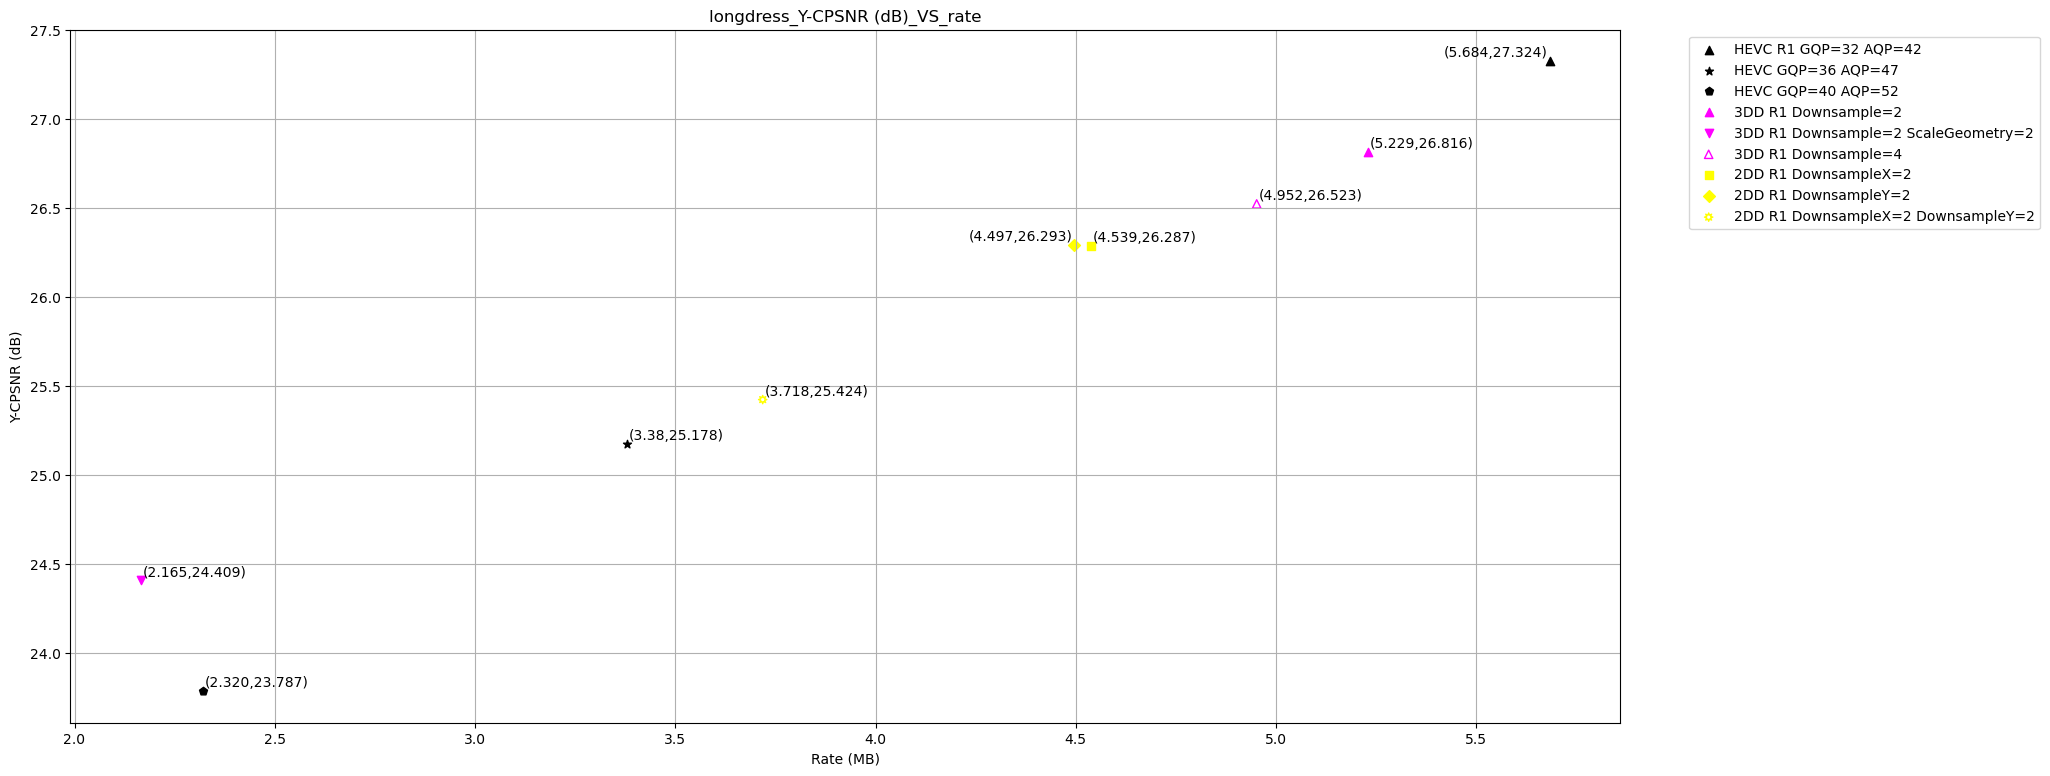 longdress_Y-CPSNR (dB)_VS_rate
27.5
27.0
26.5
26.0
25.5
25.0
24.5
24.0
Y-CPSNR (dB)
(5.684,27.324)
(5.229,26.816)
(4.952,26.523)
(4.497,26.293)
(4.539,26.287)
(3.718,25.424)
(3.38,25.178)
(2.165,24.409)
(2.320,23.787)
2.0 2.5 3.0 3.5 4.0 4.5 5.0 5.5
Rate (MB)
HEVC R1 GQP=32 AQP=42
HEVC GQP=36 AQP=47
HEVC GQP=40 AQP=52
3DD R1 Downsample=2
3DD R1 Downsample=2 ScaleGeometry=2
3DD R1 Downsample=4
2DD R1 DownsampleX=2
2DD R1 DownsampleY=2
2DD R1 DownsampleX=2 DownsampleY=2